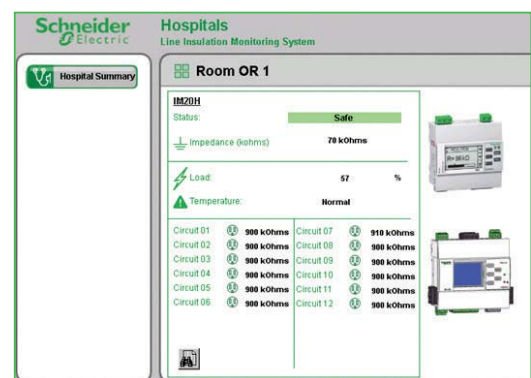 Schneider
Electric
Hospitals
Line Insulation Monitoring System
Hospital Summary
Room OR 1
IM20H
Status: Safe
Impedance (kohms) 78 kOhms
Load: 57 %
Temperature: Normal
Circuit 01 900 kOhms Circuit 07 910 kOhms
Circuit 02 900 kOhms Circuit 08 900 kOhms
Circuit 03 900 kOhms Circuit 09 900 kOhms
Circuit 04 900 kOhms Circuit 10 900 kOhms
Circuit 05 900 kOhms Circuit 11 900 kOhms
Circuit 06 900 kOhms Circuit 12 900 kOhms